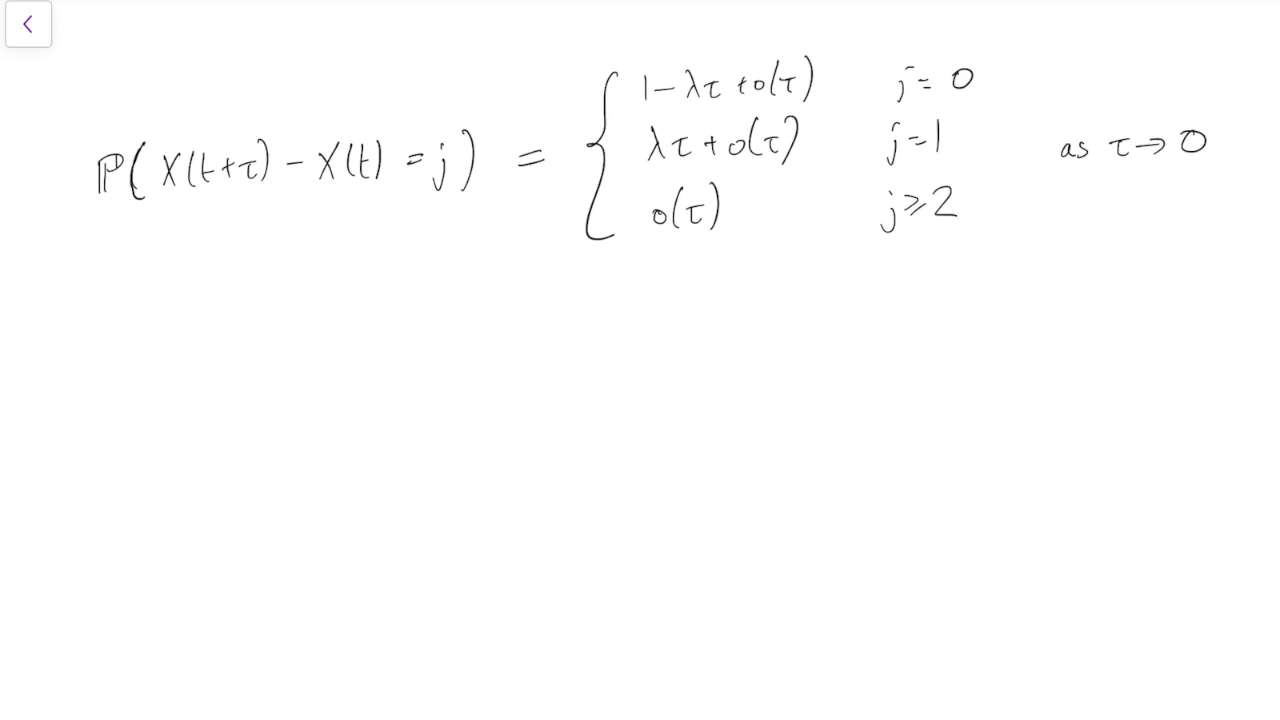 1 − λτ + o(τ) j = 0
ℙ( X(t+τ) − X(t) = j ) = { λτ + o(τ) j = 1 as τ → 0
o(τ) j ⩾ 2